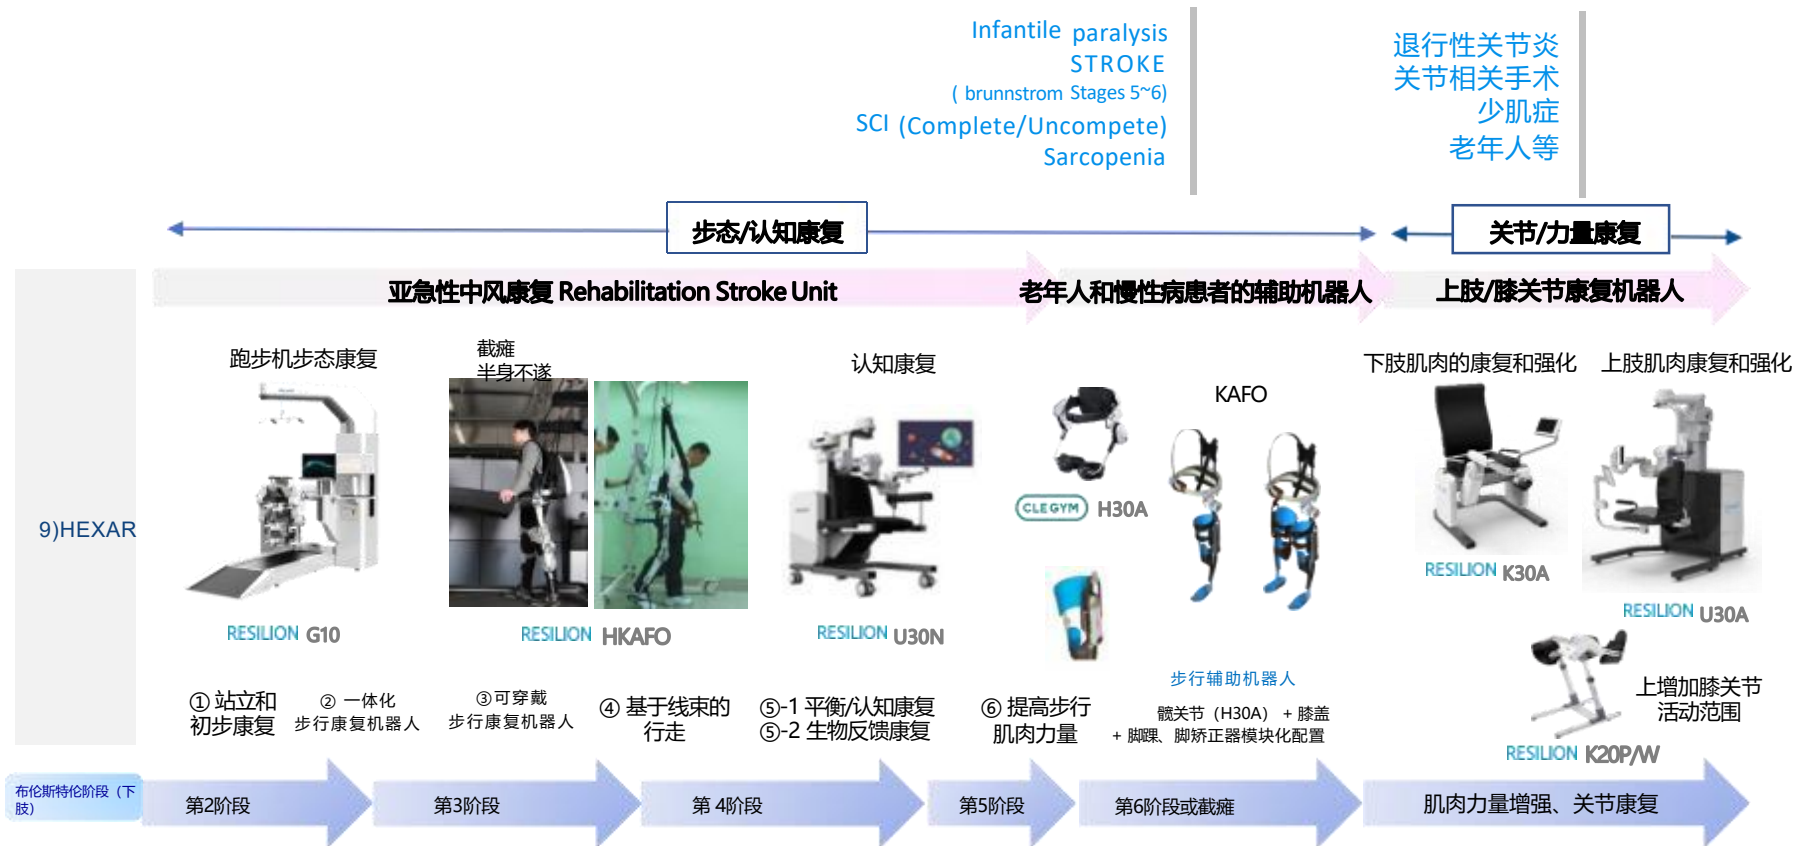 Infantile paralysis
STROKE
( brunnstrom Stages 5~6)
SCI (Complete/Uncompete)
Sarcopenia
退行性关节炎
关节相关手术
少肌症
老年人等
步态/认知康复
关节/力量康复
亚急性中风康复 Rehabilitation Stroke Unit
老年人和慢性病患者的辅助机器人
上肢/膝关节康复机器人
9)HEXAR
跑步机步态康复
RESILION G10
截瘫
半身不遂
RESILION HKAFO
认知康复
RESILION U30N
CLEGYM H30A
KAFO
下肢肌肉的康复和强化
RESILION K30A
上肢肌肉康复和强化
RESILION U30A
① 站立和
初步康复
② 一体化
步行康复机器人
③可穿戴
步行康复机器人
④ 基于线束的
行走
⑤-1 平衡/认知康复
⑤-2 生物反馈康复
⑥ 提高步行
肌肉力量
步行辅助机器人
髋关节（H30A） + 膝盖
+ 脚踝、脚矫正器模块化配置
上增加膝关节
活动范围
RESILION K20P/W
布伦斯特伦阶段（下
肢）
第2阶段
第3阶段
第 4阶段
第5阶段
第6阶段或截瘫
肌肉力量增强、关节康复